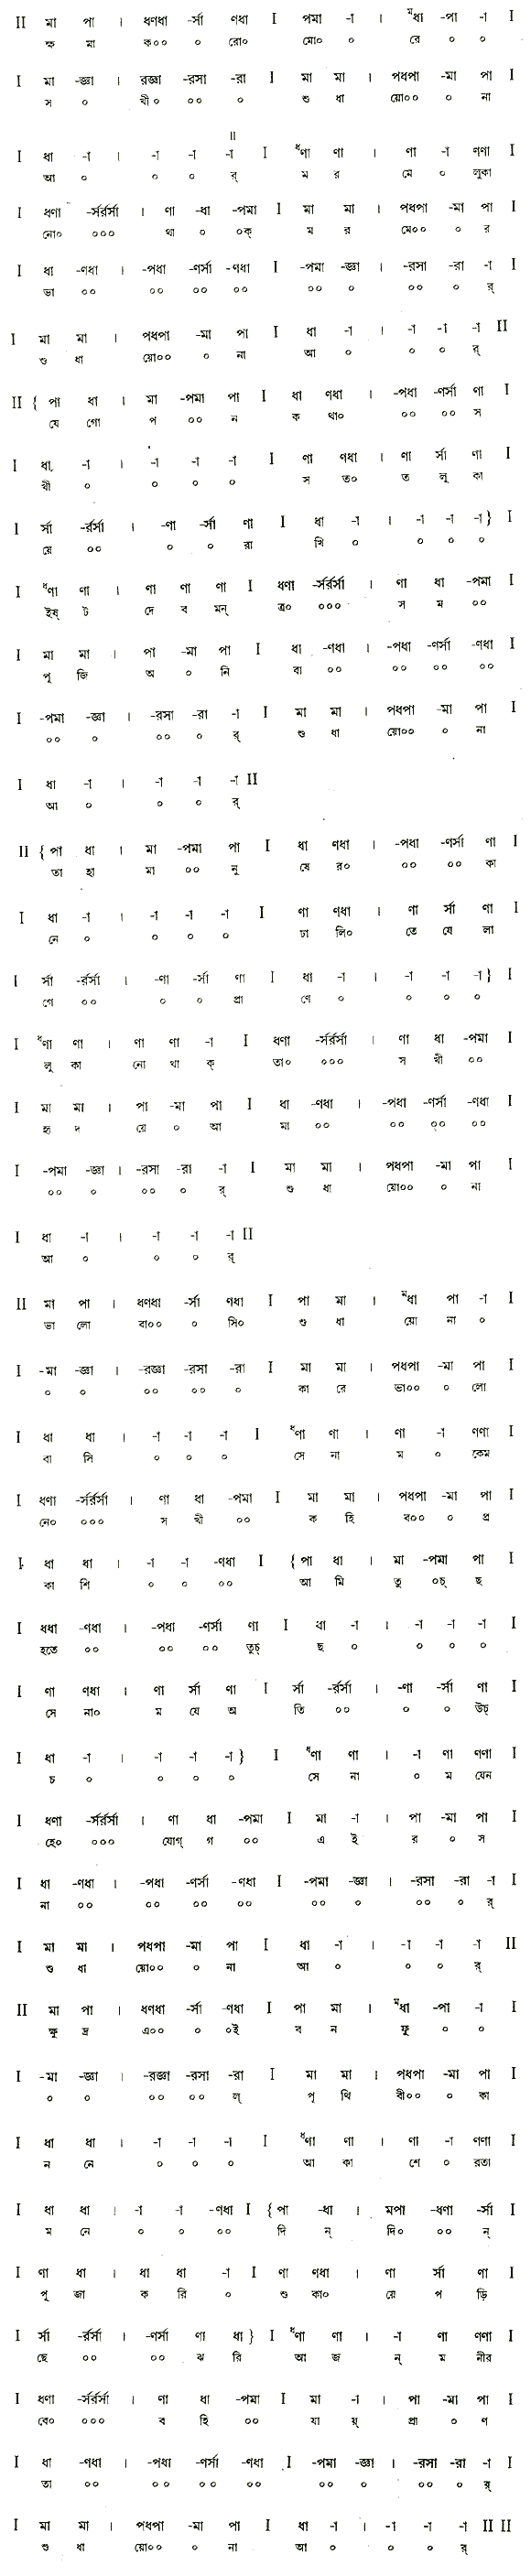 II মা পা । ধণধা -র্সা ণধা I পমা -া । ᵐধা -পা -া I
ক্ষ মা ক০০ ০ রো০ মো০ ০ রে ০ ০
I মা -জ্ঞা । রজ্ঞা -রসা -রা I মা মা । পধপা -মা পা I
স ০ খী০ ০০ ০ শু ধা য়ো০০ ০ না
II
I ধা -া । -া -া -া I ᵟণা ণা । ণা -া ণণা I
আ ০ ০ ০ র্ ম র মে ০ লুকা
I ধণা -র্সর্রর্সা । ণা -ধা -পমা I মা মা । পধপা -মা পা I
নো০ ০০০ থা ০ ০ক্ ম র মে০০ ০ র
I ধা -ণধা । -পধা -ণর্সা -ণধা I -পমা -জ্ঞা । -রসা -রা -া I
ভা ০০ ০০ ০০ ০০ ০০ ০ ০০ ০ র্
I মা মা । পধপা -মা পা I ধা -া । -া -া -া II
শু ধা য়ো০০ ০ না আ ০ ০ ০ র্
II { পা ধা । মা -পমা পা I ধা ণধা । -পধা -ণর্সা ণা I
যে গো প ০০ ন ক থা০ ০০ ০০ স
I ধা -া । -া -া -া I ণা ণধা । ণা র্সা ণা I
খী ০ ০ ০ ০ স ত০ ত লু কা
I র্সা -র্রর্সা । -ণা -র্সা ণা I ধা -া । -া -া -া } I
য়ে ০০ ০ ০ রা খি ০ ০ ০ ০
I ধণা ণা । ণা ণা ণা I ধণা -র্সর্রর্সা । ণা ধা -পমা I
ইষ্ ট দে ব মন্ ত্র০ ০০০ স ম ০০
I মা মা । পা -মা পা I ধা -ণধা । -পধা -ণর্সা -ণধা I
পূ জি অ ০ নি বা ০০ ০০ ০০ ০০
I -পমা -জ্ঞা । -রসা -রা -া I মা মা । পধপা -মা পা I
০০ ০ ০০ ০ র্ শু ধা য়ো০০ ০ না
I ধা -া । -া -া -া II
আ ০ ০ ০ র্
II { পা ধা । মা -পমা পা I ধা ণধা । -পধা -ণর্সা ণা I
তা হা মা ০০ নু ষে র০ ০০ ০০ কা
I ধা -া । -া -া -া I ণা ণধা । ণা র্সা ণা I
নে ০ ০ ০ ০ ঢা লি০ তে যে লা
I র্সা -র্রর্সা । -ণা -র্সা ণা I ধা -া । -া -া -া } I
গে ০০ ০ ০ প্রা ণে ০ ০ ০ ০
I ধণা ণা । ণা ণা -া I ধণা -র্সর্রর্সা । ণা ধা -পমা I
লু কা নো থা ক্ তা০ ০০০ স খী ০০
I মা মা । পা -মা পা I ধা -ণধা । -পধা -ণর্সা -ণধা I
হৃ দ য়ে ০ আ মা ০০ ০০ ০০ ০০
I -পমা -জ্ঞা । -রসা -রা -া I মা মা । পধপা -মা পা I
০০ ০ ০০ ০ র্ শু ধা য়ো০০ ০ না
I ধা -া । -া -া -া II
আ ০ ০ ০ র্
II মা পা । ধণধা -র্সা ণধা I পা মা । ᵐধা পা -া I
ভা লো বা০০ ০ সি০ শু ধা য়ো না ০
I -মা -জ্ঞা । -রজ্ঞা -রসা -রা I মা মা । পধপা -মা পা I
০ ০ ০০ ০০ ০ কা রে ভা০০ ০ লো
I ধা ধা । -া -া -া I ধণা ণা । ণা -া ণণা I
বা সি ০ ০ ০ সে না ম ০ কেম
I ধণা -র্সর্রর্সা । ণা ধা -পমা I মা মা । পধপা -মা পা I
নে০ ০০০ স খী ০০ ক হি ব০০ ০ প্র
I ধা ধা । -া -া -ণধা I { পা ধা । মা -পমা পা I
কা শি ০ ০ ০০ আ মি তু ০চ্ ছ
I ধধা -ণধা । -পধা -ণর্সা ণা I ধা -া । -া -া -া I
হতে ০০ ০০ ০০ তুচ্ ছ ০ ০ ০ ০
I ণা ণধা । ণা র্সা ণা I র্সা -র্রর্সা । -ণা -র্সা ণা I
সে না০ ম যে অ তি ০০ ০ ০ উচ্
I ধা -া । -া -া -া } I ধণা ণা । -া ণা ণণা I
চ ০ ০ ০ ০ সে না ০ ম যেন
I ধণা -র্সর্রর্সা । ণা ধা -পমা I মা -া । পা -মা পা I
হে০ ০০০ যোগ্ গ ০০ এ ই র ০ স
I ধা -ণধা । -পধা -ণর্সা -ণধা I -পমা -জ্ঞা । -রসা -রা -া I
না ০০ ০০ ০০ ০০ ০০ ০ ০০ ০ র্
I মা মা । পধপা -মা পা I ধা -া । -া -া -া II
শু ধা য়ো০০ ০ না আ ০ ০ ০ র্
II মা পা । ধণধা -র্সা -ণধা I পা মা । ᵐধা -পা -া I
ক্ষু দ্র এ০০ ০ ০ই ব ন ফু ০ ০
I -মা -জ্ঞা । -রজ্ঞা -রসা -রা I মা মা । পধপা -মা পা I
০ ০ ০০ ০০ ল্ পৃ থি বী০০ ০ কা
I ধা ধা । -া -া -া I ধণা ণা । ণা -া ণণা I
ন নে ০ ০ ০ আ কা শে ০ রতা
I ধা ধা । -া -া -ণধা I { পা -ধা । মপা -ধণা -র্সা I
ম নে ০ ০ ০০ দি ন্ দি০ ০০ ন্
I ণা ধা । ধা ধা -া I ণা ণধা । ণা র্সা ণা I
পূ জা ক রি ০ শু কা০ য়ে প ড়ি
I র্সা -র্রর্সা । -ণর্সা ণা ধা } I ধণা ণা । -া ণা ণণা I
ছে ০০ ০০ ঝ রি আ জ ন্ ম নীর
I ধণা -র্সর্রর্সা । ণা ধা -পমা I মা -া । পা -মা পা I
বে০ ০০০ ব হি ০০ যা য়্ প্রা ০ ণ
I ধা -ণধা । -পধা -ণর্সা -ণধা I -পমা -জ্ঞা । -রসা -রা -া I
তা ০০ ০০ ০০ ০০ ০০ ০ ০০ ০ র্
I মা মা । পধপা -মা পা I ধা -া । -া -া -া II II
শু ধা য়ো০০ ০ না আ ০ ০ ০ র্